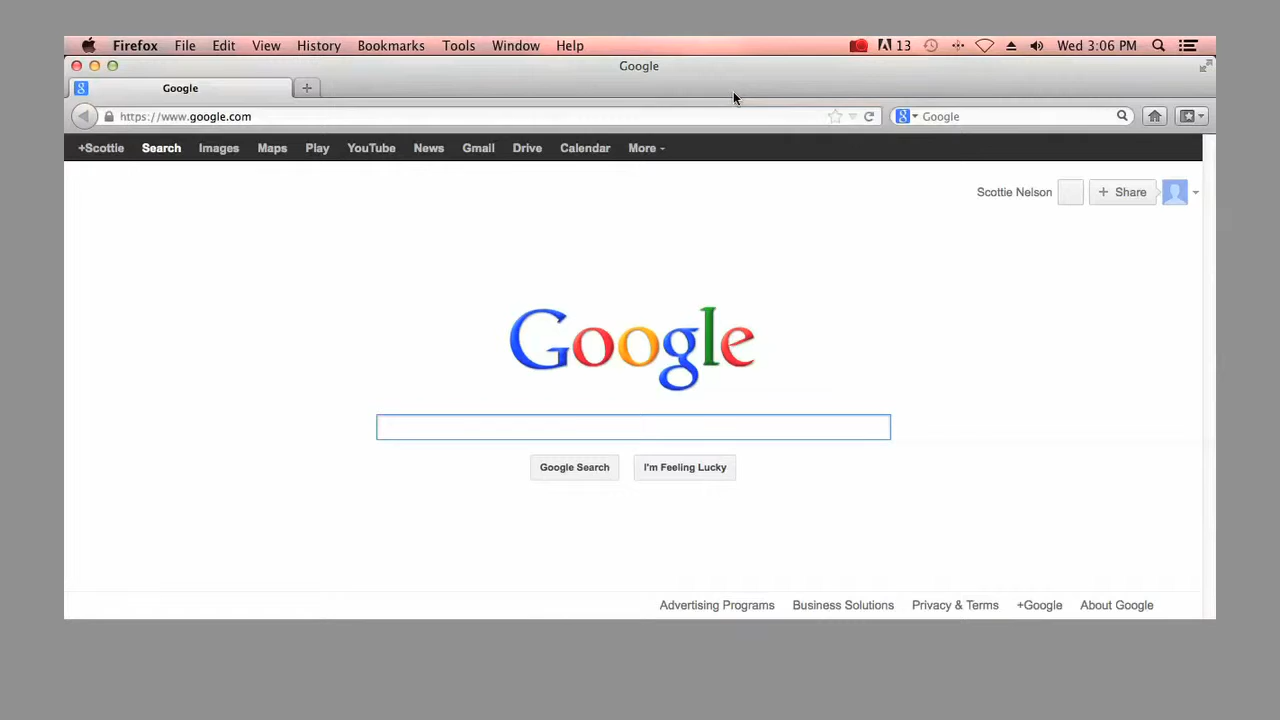 Firefox File Edit View History Bookmarks Tools Window Help 13 Wed 3:06 PM
Google
Google
https://www.google.com Google
+Scottie Search Images Maps Play YouTube News Gmail Drive Calendar More
Scottie Nelson + Share
Google
Google Search I'm Feeling Lucky
Advertising Programs Business Solutions Privacy & Terms +Google About Google